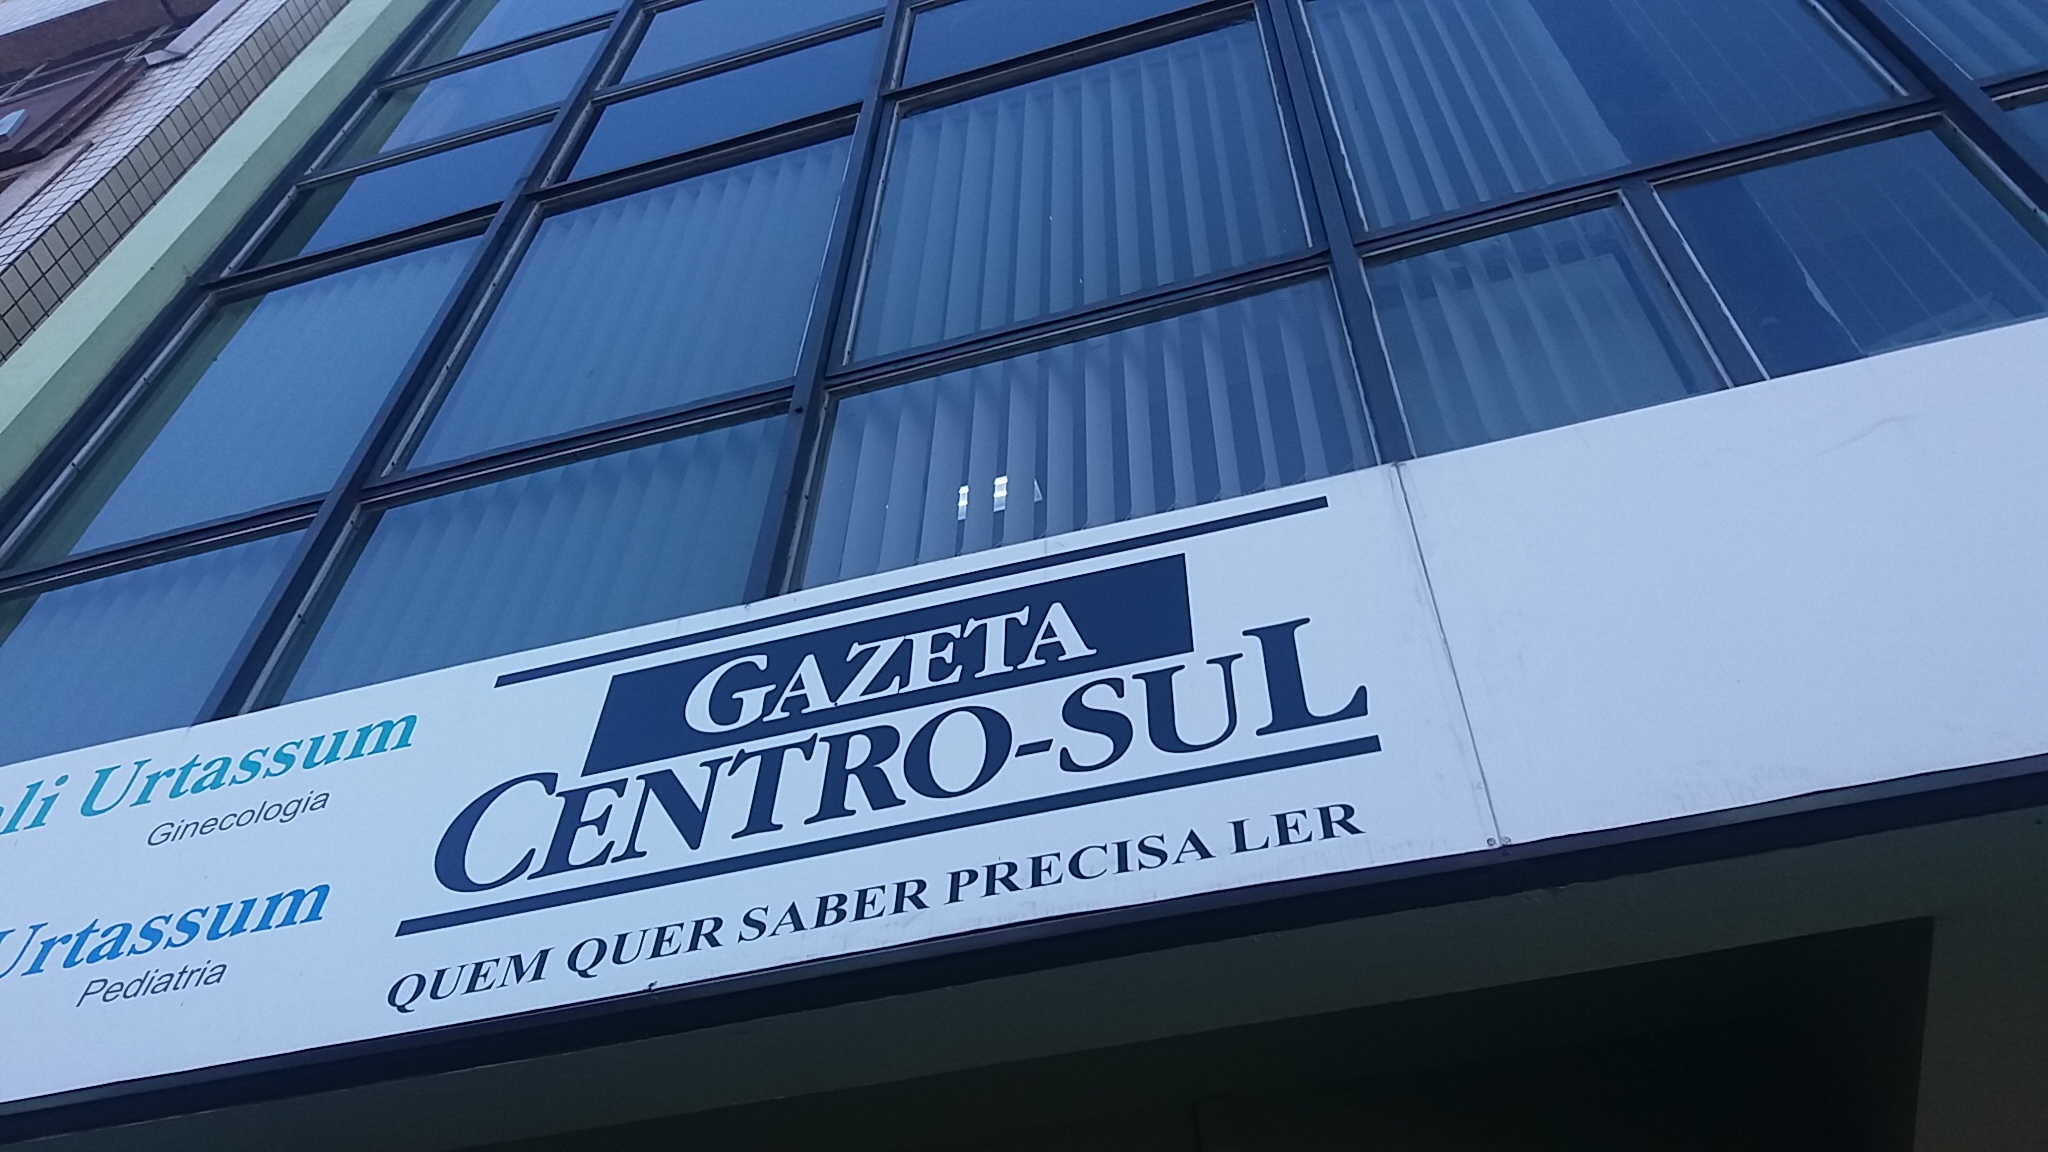 Urtassum
Ginecologia
Urtassum
Pediatria
GAZETA
CENTRO-SUL
QUEM QUER SABER PRECISA LER